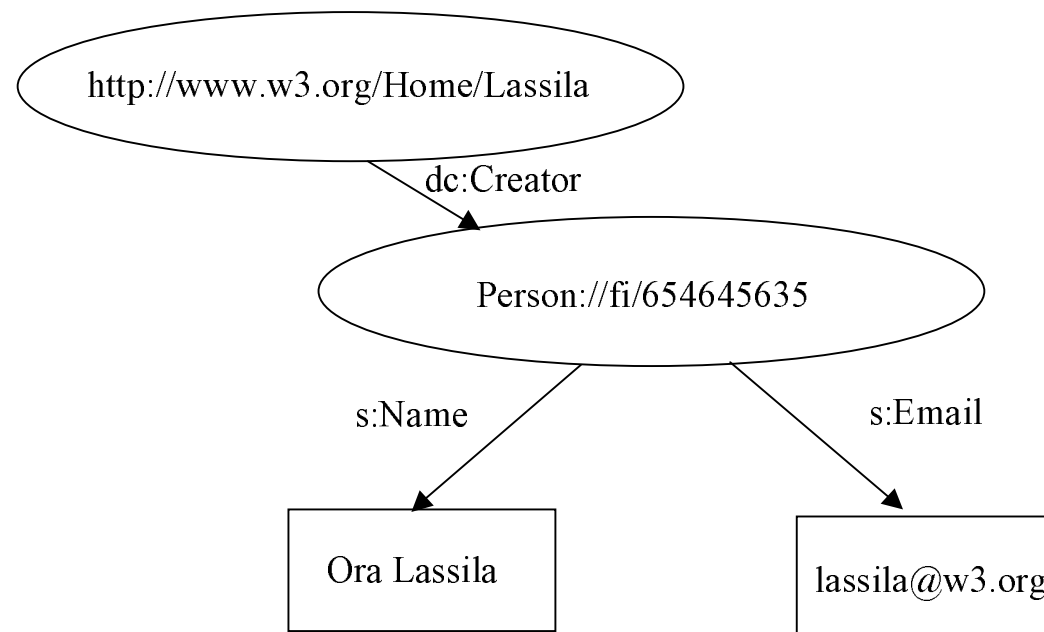 http://www.w3.org/Home/Lassila
dc:Creator
Person://fi/654645635
s:Name
s:Email
Ora Lassila
lassila@w3.org